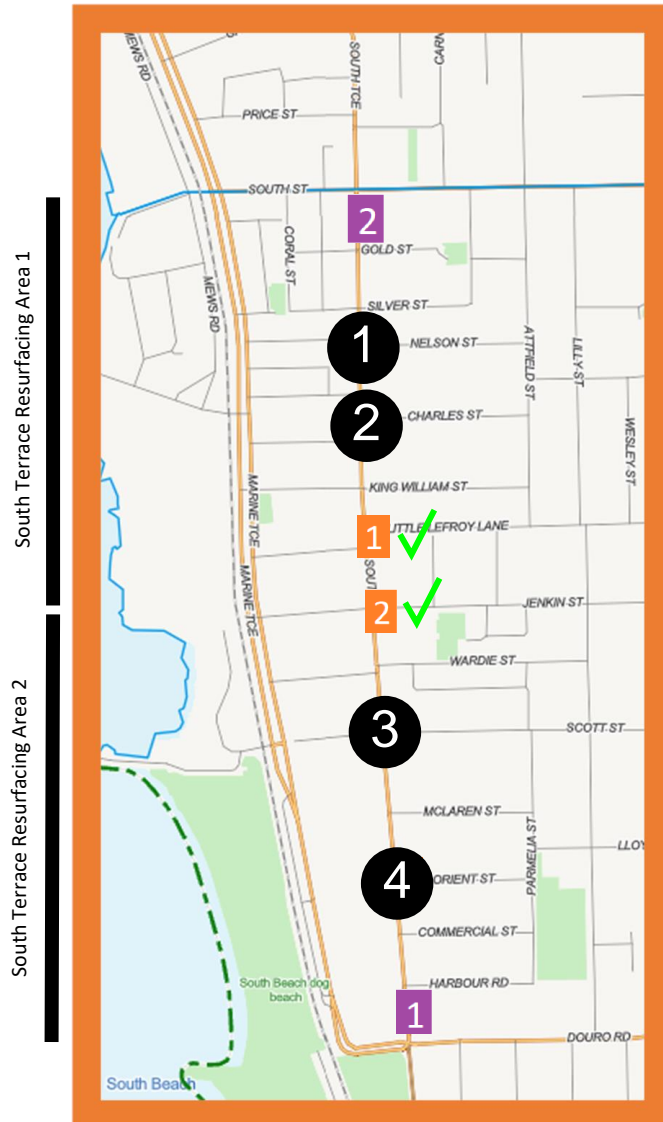 MEWS RD
SOUTH TCE
PRICE ST
SOUTH ST
2
GOLD ST
CORAL ST
MEWS RD
SILVER ST
1
NELSON ST
ATTFIELD ST
LILLY ST
2
CHARLES ST
WESLEY ST
KING WILLIAM ST
MARINE TCE
1
LEFROY LANE
SOUT
MARINE TCE
2
JENKIN ST
WARDIE ST
3
SCOTT ST
MCLAREN ST
PARMELIA ST
4
ORIENT ST
COMMERCIAL ST
South Beach dog
beach
HARBOUR RD
1
DOURO RD
South Beach
South Terrace Resurfacing Area 1
South Terrace Resurfacing Area 2